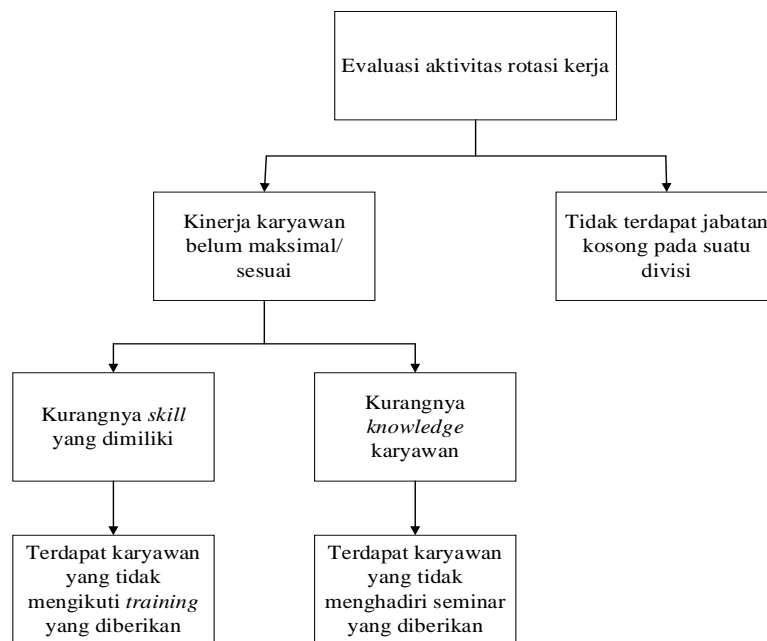 Evaluasi aktivitas rotasi kerja
Kinerja karyawan
belum maksimal/
sesuai
Tidak terdapat jabatan
kosong pada suatu
divisi
Kurangnya skill
yang dimiliki
Kurangnya
knowledge
karyawan
Terdapat karyawan
yang tidak
mengikuti training
yang diberikan
Terdapat karyawan
yang tidak
menghadiri seminar
yang diberikan